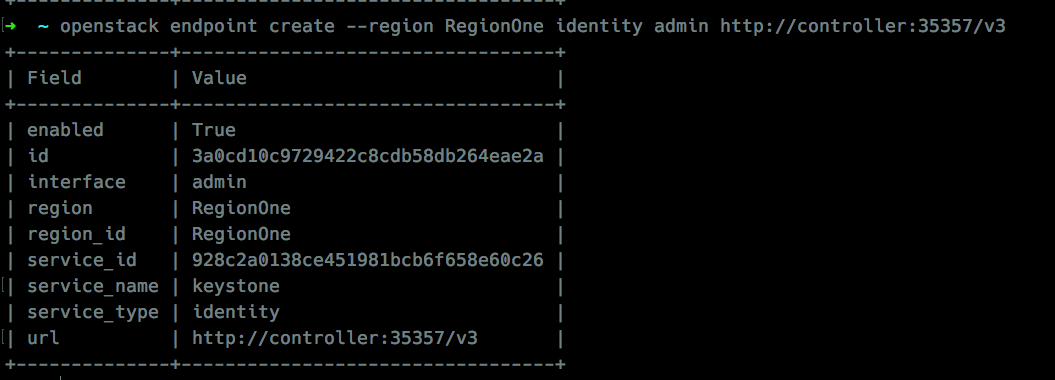 ➜  ~ openstack endpoint create --region RegionOne identity admin http://controller:35357/v3
+--------------+----------------------------------+
| Field        | Value                            |
+--------------+----------------------------------+
| enabled      | True                             |
| id           | 3a0cd10c9729422c8cdb58db264eae2a |
| interface    | admin                            |
| region       | RegionOne                        |
| region_id    | RegionOne                        |
| service_id   | 928c2a0138ce451981bcb6f658e60c26 |
| service_name | keystone                         |
| service_type | identity                         |
| url          | http://controller:35357/v3       |
+--------------+----------------------------------+